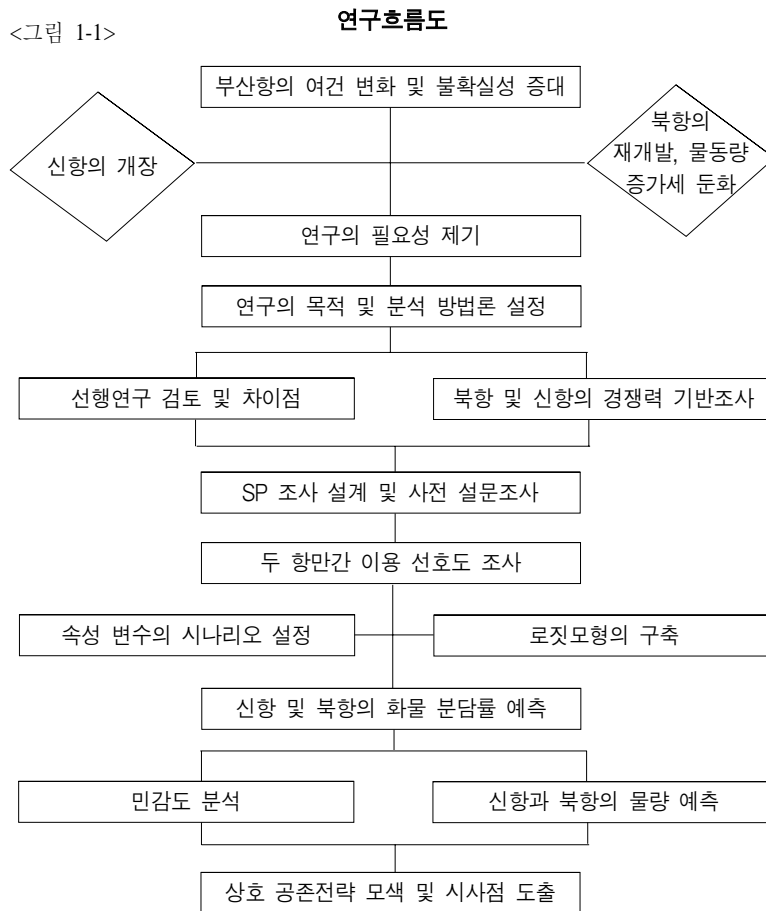 <그림 1-1>
연구흐름도
부산항의 여건 변화 및 불확실성 증대
신항의 개장
북항의
재개발, 물동량
증가세 둔화
연구의 필요성 제기
연구의 목적 및 분석 방법론 설정
선행연구 검토 및 차이점
북항 및 신항의 경쟁력 기반조사
SP 조사 설계 및 사전 설문조사
두 항만간 이용 선호도 조사
속성 변수의 시나리오 설정
로짓모형의 구축
신항 및 북항의 화물 분담률 예측
민감도 분석
신항과 북항의 물량 예측
상호 공존전략 모색 및 시사점 도출